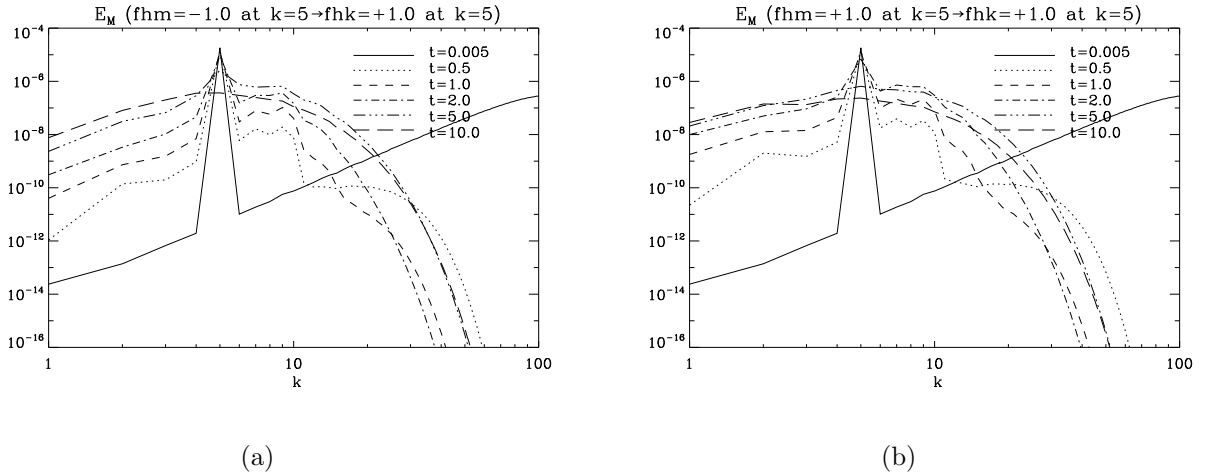 E_M (fhm=−1.0 at k=5→fhk=+1.0 at k=5)
10^−4
10^−6
10^−8
10^−10
10^−12
10^−14
10^−16
t=0.005
t=0.5
t=1.0
t=2.0
t=5.0
t=10.0
1
10
100
k
(a)
E_M (fhm=+1.0 at k=5→fhk=+1.0 at k=5)
10^−4
10^−6
10^−8
10^−10
10^−12
10^−14
10^−16
t=0.005
t=0.5
t=1.0
t=2.0
t=5.0
t=10.0
1
10
100
k
(b)